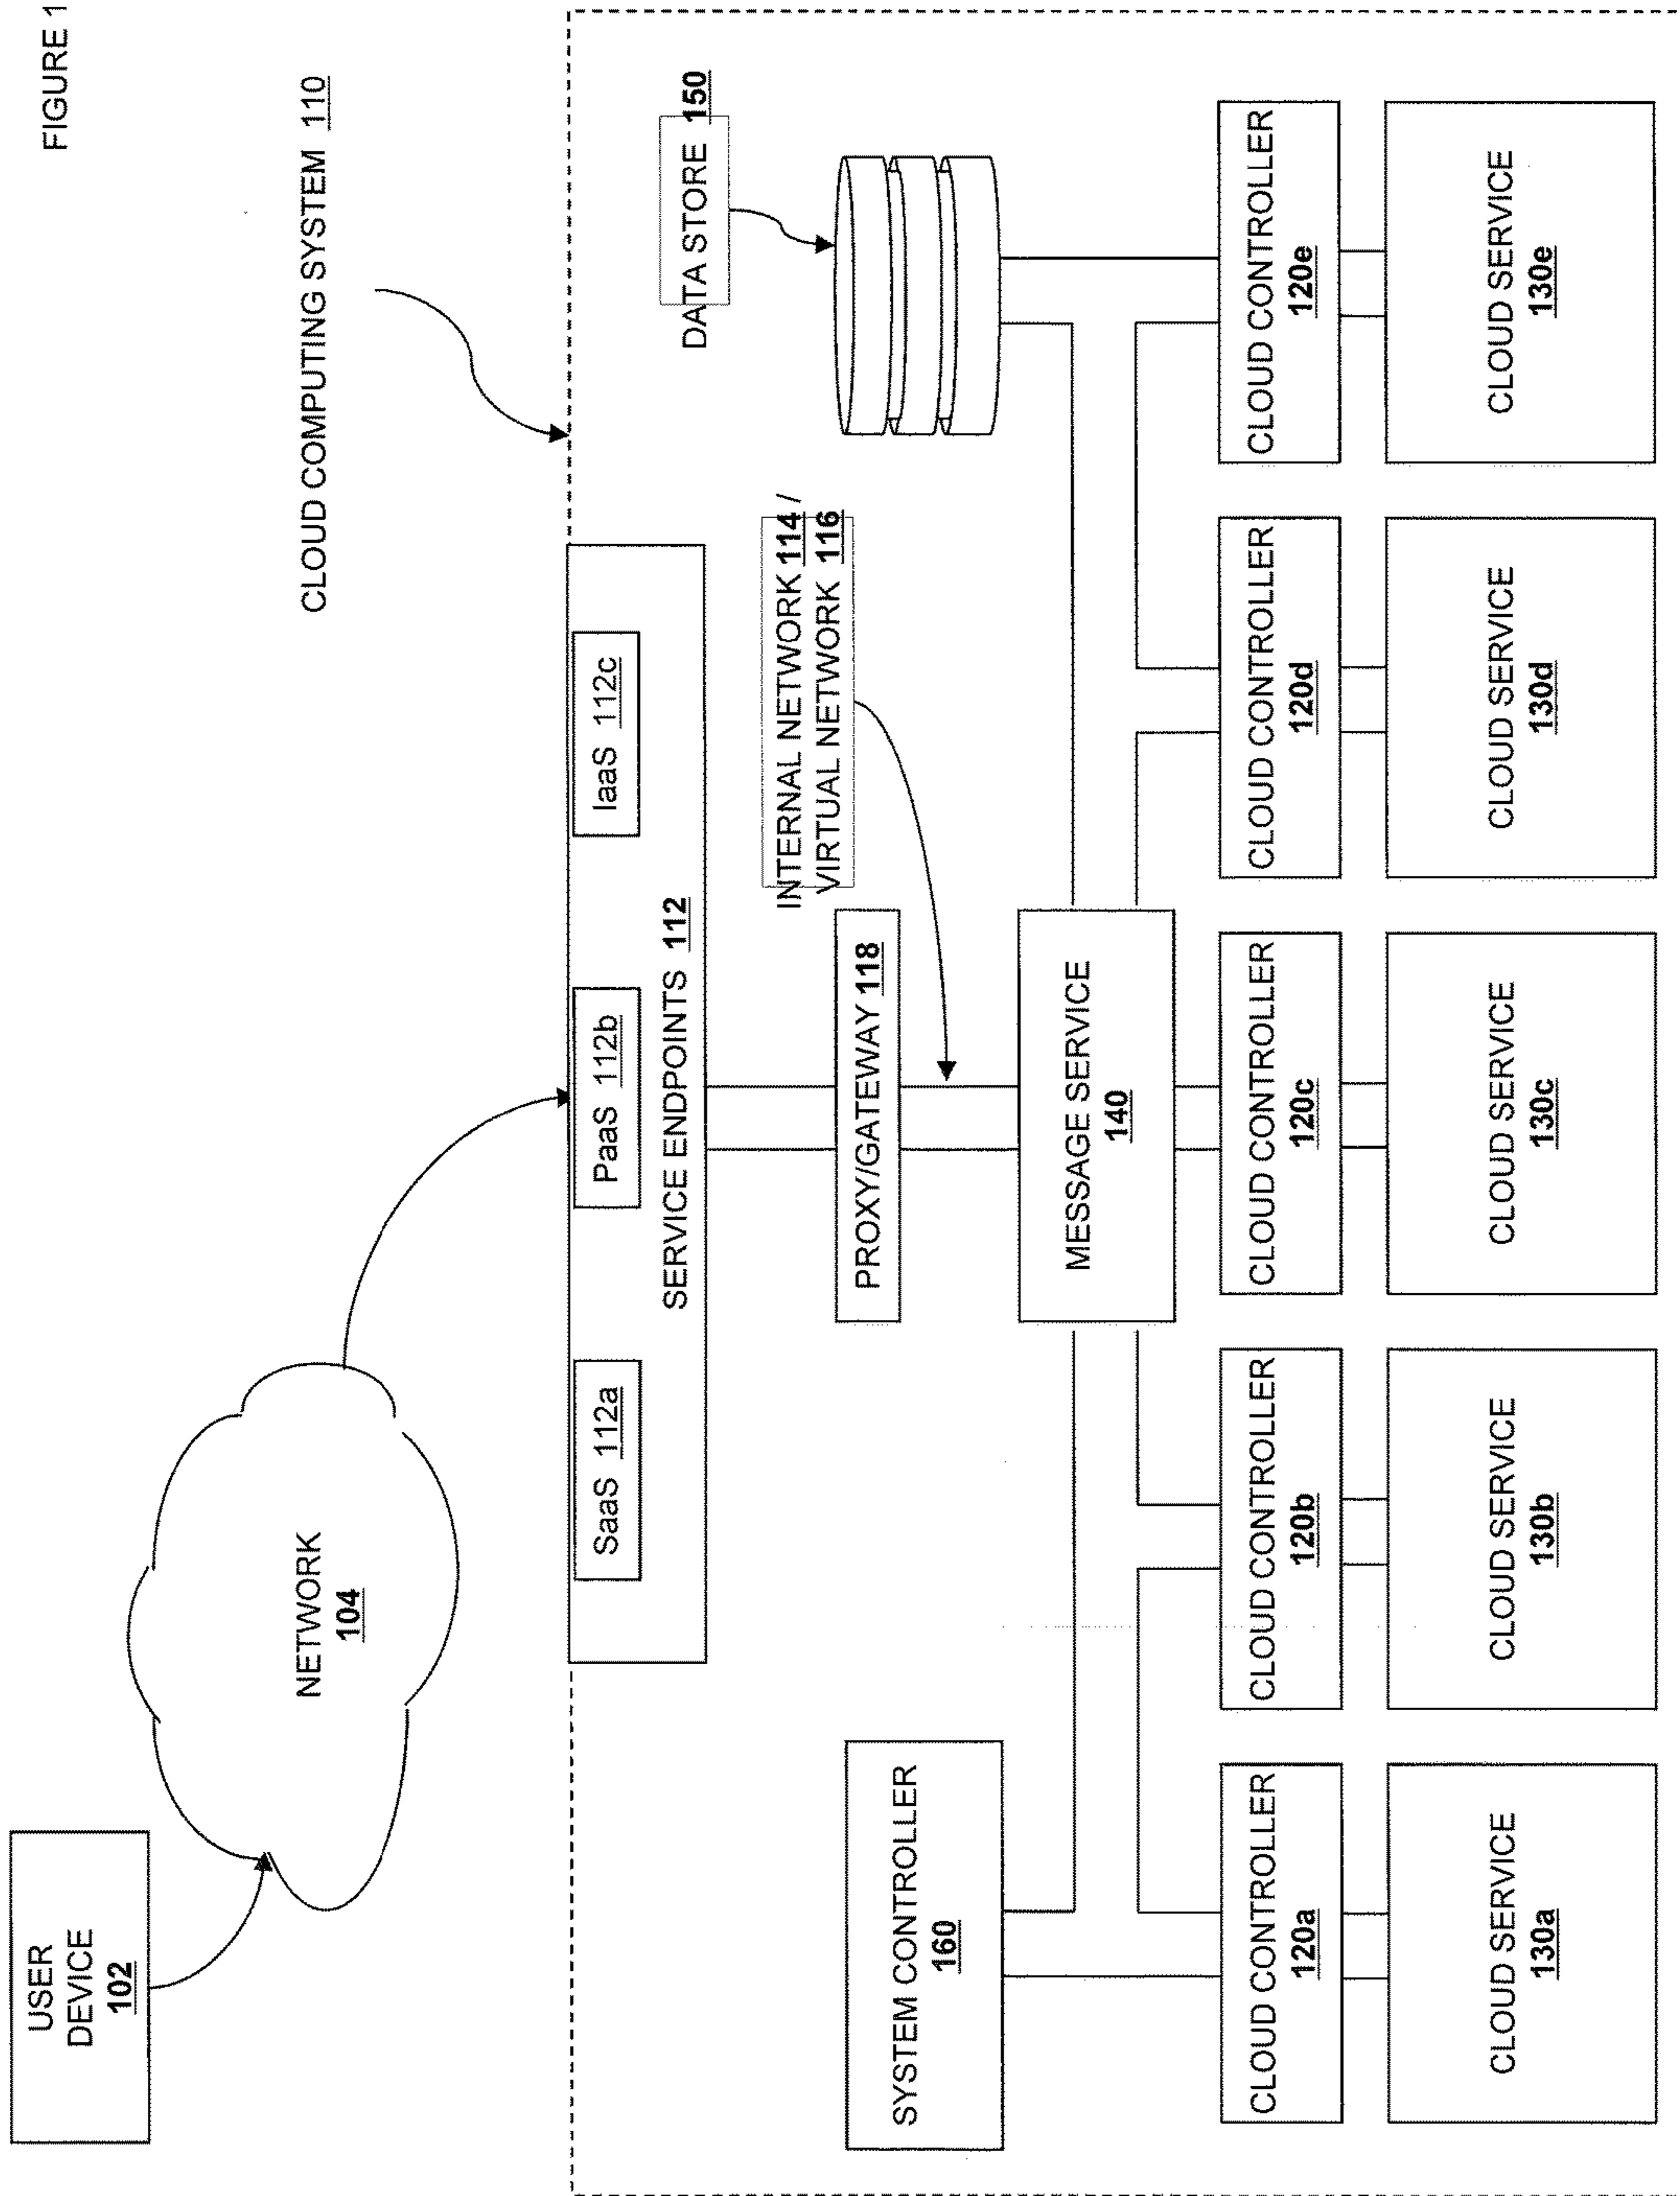 FIGURE 1
USER
DEVICE
102
NETWORK
104
CLOUD COMPUTING SYSTEM 110
SaaS 112a
PaaS 112b
IaaS 112c
SERVICE ENDPOINTS 112
DATA STORE 150
INTERNAL NETWORK 114 /
VIRTUAL NETWORK 116
PROXY/GATEWAY 118
SYSTEM CONTROLLER
160
MESSAGE SERVICE
140
CLOUD CONTROLLER
120a
CLOUD CONTROLLER
120b
CLOUD CONTROLLER
120c
CLOUD CONTROLLER
120d
CLOUD CONTROLLER
120e
CLOUD SERVICE
130a
CLOUD SERVICE
130b
CLOUD SERVICE
130c
CLOUD SERVICE
130d
CLOUD SERVICE
130e